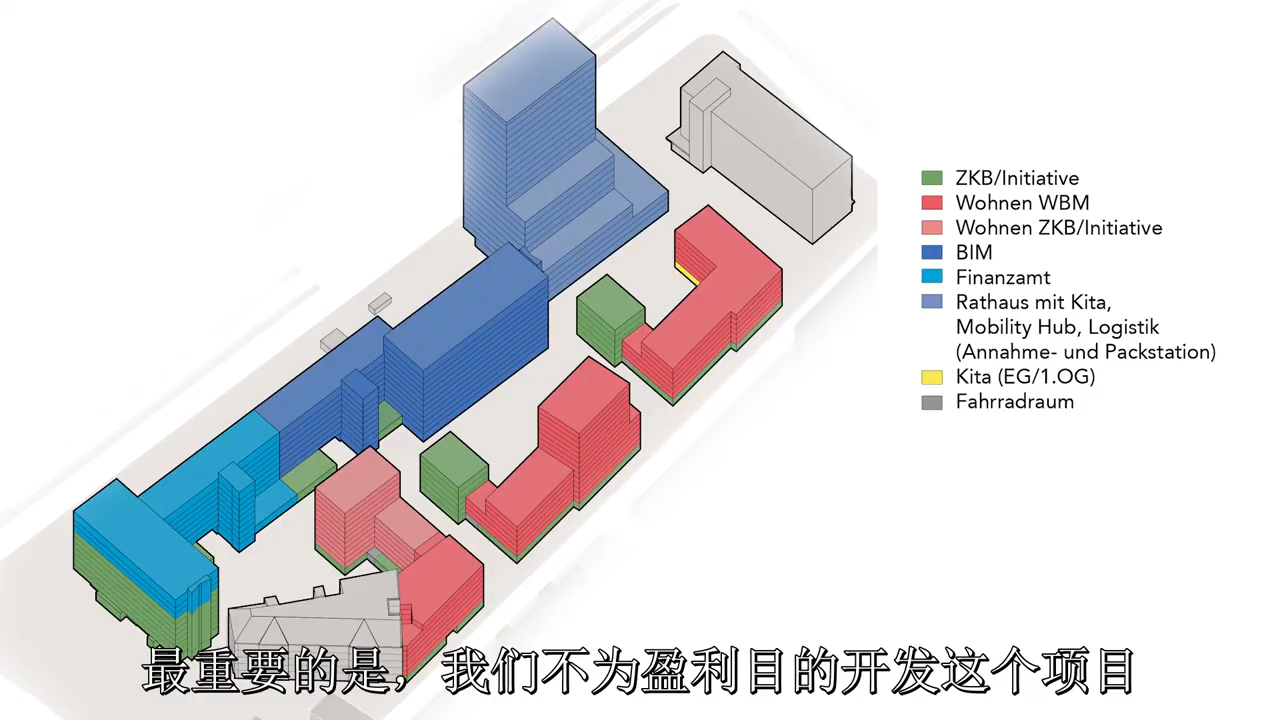 ZKB/Initiative
Wohnen WBM
Wohnen ZKB/Initiative
BIM
Finanzamt
Rathaus mit Kita,
Mobility Hub, Logistik
(Annahme- und Packstation)
Kita (EG/1.OG)
Fahrradraum
最重要的是，我们不为盈利目的开发这个项目